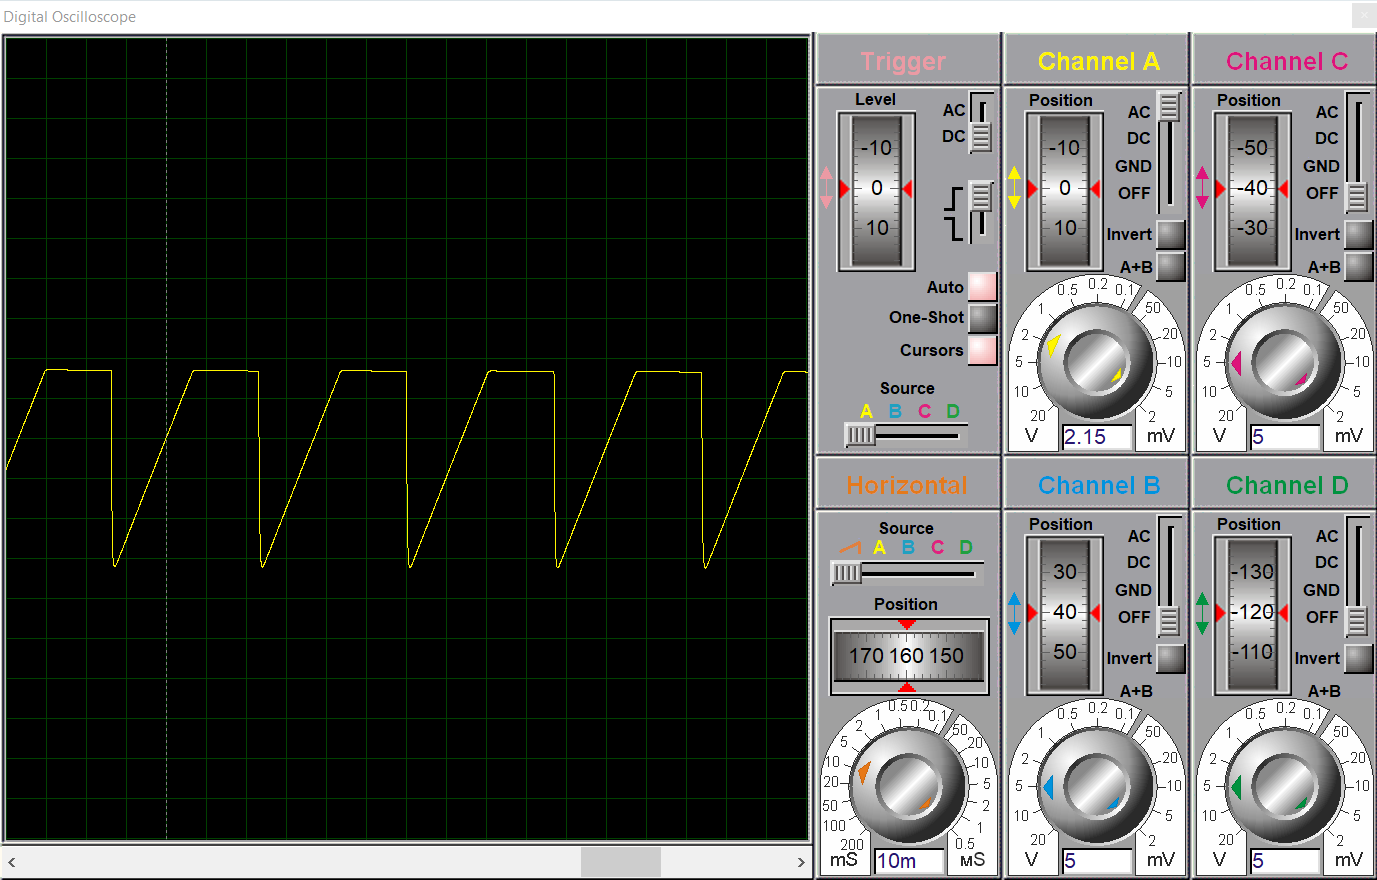 Digital Oscilloscope
Trigger
Level
AC
DC
-10
0
10
Auto
One-Shot
Cursors
Source
A B C D
Channel A
Position
AC
DC
GND
OFF
-10
0
10
Invert
A+B
0.5 0.2 0.1
1 50
2 20
5 10
10 5
20 2
V 2.15 mV
Channel C
Position
AC
DC
GND
OFF
-50
-40
-30
Invert
A+B
0.5 0.2 0.1
1 50
2 20
5 10
10 5
20 2
V 5 mV
Horizontal
Source
A B C D
Position
170 160 150
1 0.5 0.2 0.1
2 50
5 20
10 10
20 5
50 2
100 1
200 0.5
mS 10m мS
Channel B
Position
AC
DC
GND
OFF
30
40
50
Invert
A+B
0.5 0.2 0.1
1 50
2 20
5 10
10 5
20 2
V 5 mV
Channel D
Position
AC
DC
GND
OFF
-130
-120
-110
Invert
A+B
0.5 0.2 0.1
1 50
2 20
5 10
10 5
20 2
V 5 mV